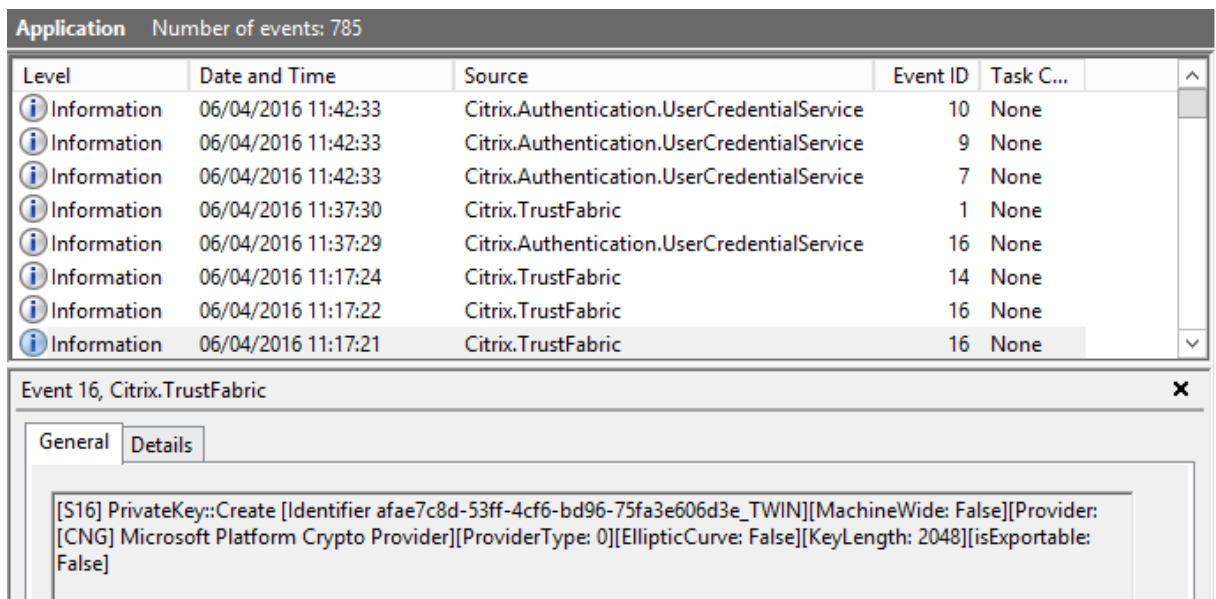 Application Number of events: 785
Level Date and Time Source Event ID Task C...
Information 06/04/2016 11:42:33 Citrix.Authentication.UserCredentialService 10 None
Information 06/04/2016 11:42:33 Citrix.Authentication.UserCredentialService 9 None
Information 06/04/2016 11:42:33 Citrix.Authentication.UserCredentialService 7 None
Information 06/04/2016 11:37:30 Citrix.TrustFabric 1 None
Information 06/04/2016 11:37:29 Citrix.Authentication.UserCredentialService 16 None
Information 06/04/2016 11:17:24 Citrix.TrustFabric 14 None
Information 06/04/2016 11:17:22 Citrix.TrustFabric 16 None
Information 06/04/2016 11:17:21 Citrix.TrustFabric 16 None
Event 16, Citrix.TrustFabric
General Details
[S16] PrivateKey::Create [Identifier afae7c8d-53ff-4cf6-bd96-75fa3e606d3e_TWIN][MachineWide: False][Provider:
[CNG] Microsoft Platform Crypto Provider][ProviderType: 0][EllipticCurve: False][KeyLength: 2048][isExportable:
False]